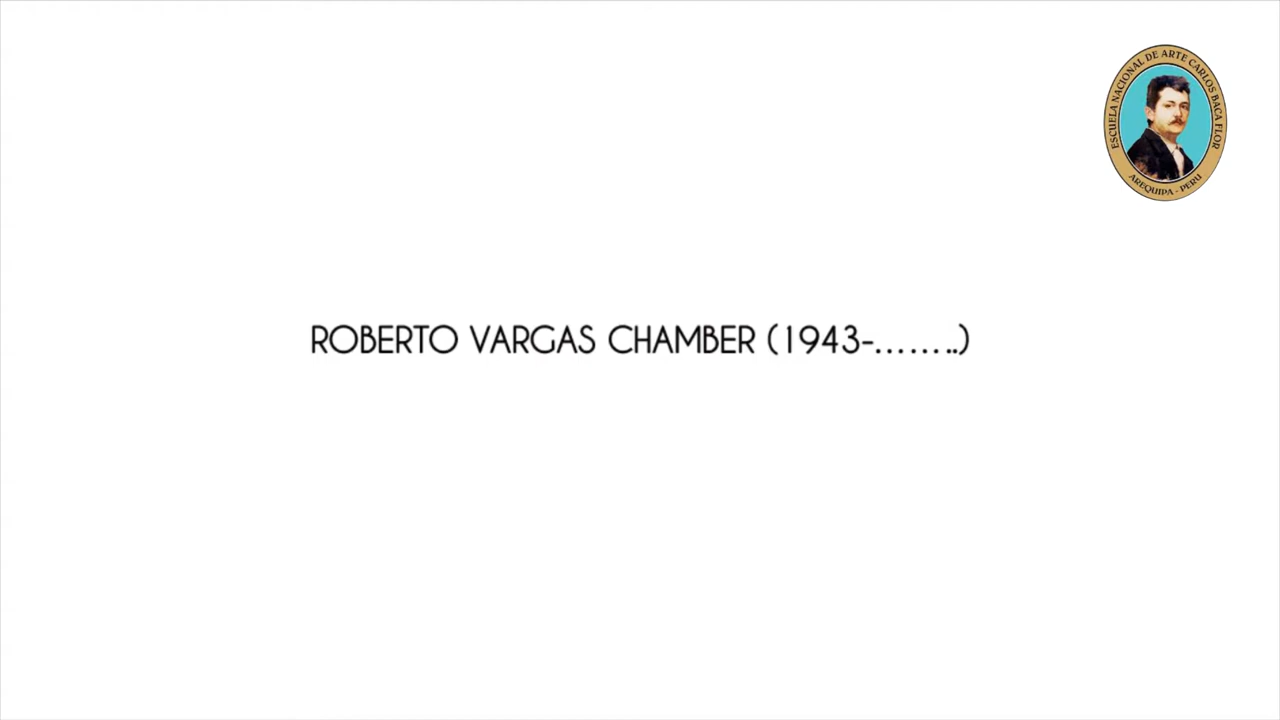 ESCUELA NACIONAL DE ARTE CARLOS BACA FLOR
AREQUIPA - PERU
ROBERTO VARGAS CHAMBER (1943-……..)